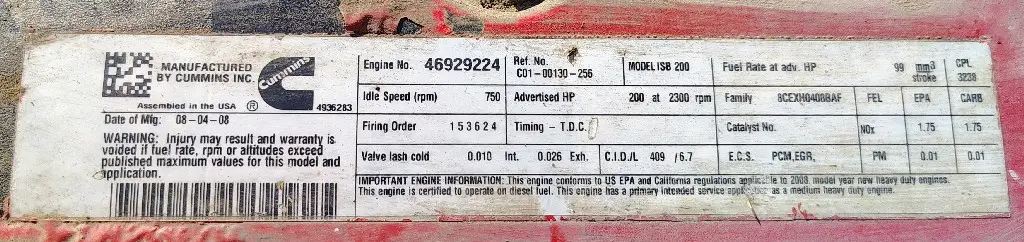 MANUFACTURED
BY CUMMINS INC.
Cummins
Assembled in the USA ® 4936283
Date of Mfg: 08-04-08
WARNING: Injury may result and warranty is
voided if fuel rate, rpm or altitudes exceed
published maximum values for this model and
application.
Engine No. 46929224
Ref. No.
C01-00130-256
MODEL ISB 200
Fuel Rate at adv. HP 99 mm3
stroke
CPL
3238
Idle Speed (rpm) 750
Advertised HP 200 at 2300 rpm
Family 8CEXH0408BAF
FEL EPA CARB
Firing Order 1 5 3 6 2 4
Timing - T.D.C.
Catalyst No.
NOx 1.75 1.75
Valve lash cold 0.010 Int. 0.026 Exh.
C.I.D./L 409 /6.7
E.C.S. PCM,EGR,
PM 0.01 0.01
IMPORTANT ENGINE INFORMATION: This engine conforms to US EPA and California regulations applicable to 2008 model year new heavy duty engines.
This engine is certified to operate on diesel fuel. This engine has a primary intended service application as a medium heavy duty engine.